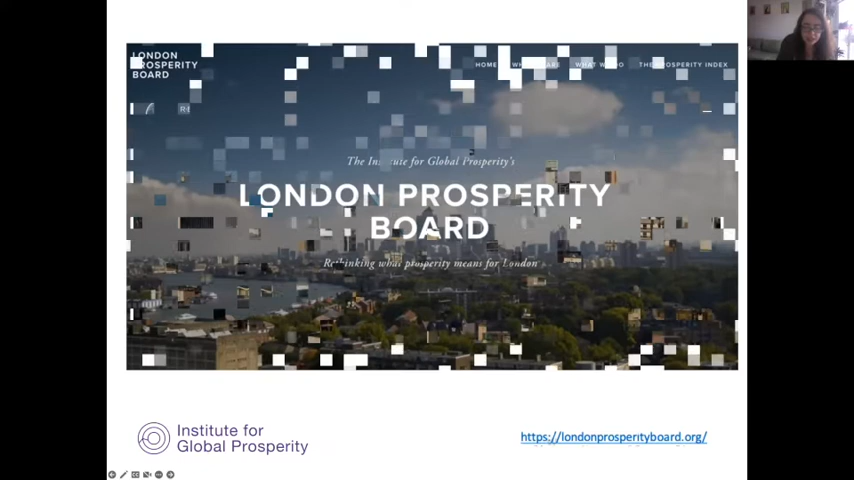 LONDON
PROSPERITY
BOARD
HOME
THE PROSPERITY INDEX
The Institute for Global Prosperity's
LONDON PROSPERITY
BOARD
Rethinking what prosperity means for London
Institute for
Global Prosperity
https://londonprosperityboard.org/